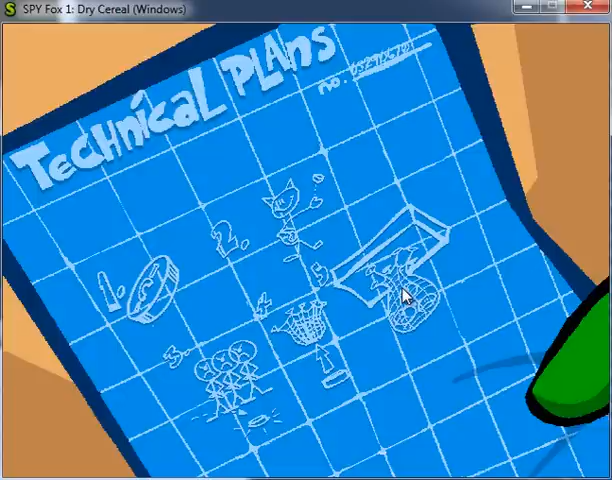 SPY Fox 1: Dry Cereal (Windows)
TECHNICAL PLANS
no.
1.
2.
3.
4.
5.